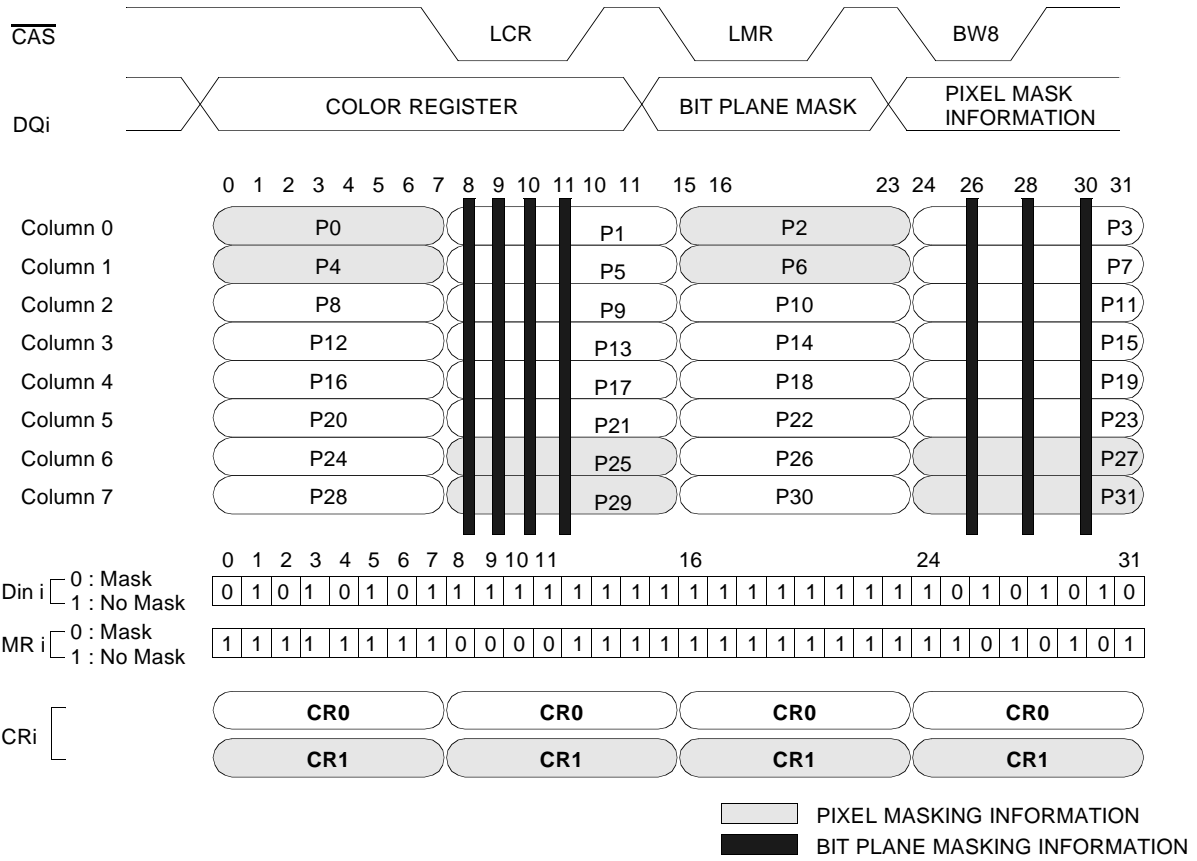 CAS LCR LMR BW8
DQi COLOR REGISTER BIT PLANE MASK PIXEL MASK INFORMATION
0 1 2 3 4 5 6 7 8 9 10 11 10 11 15 16 23 24 26 28 30 31
Column 0 P0 P1 P2 P3
Column 1 P4 P5 P6 P7
Column 2 P8 P9 P10 P11
Column 3 P12 P13 P14 P15
Column 4 P16 P17 P18 P19
Column 5 P20 P21 P22 P23
Column 6 P24 P25 P26 P27
Column 7 P28 P29 P30 P31
0 1 2 3 4 5 6 7 8 9 10 11 16 24 31
Din i 0 : Mask
1 : No Mask
0 1 0 1 0 1 0 1 1 1 1 1 1 1 1 1 1 1 1 1 1 1 1 1 1 0 1 0 1 0 1 0
MR i 0 : Mask
1 : No Mask
1 1 1 1 1 1 1 1 0 0 0 0 1 1 1 1 1 1 1 1 1 1 1 1 1 1 0 1 0 1 0 1
CRi
CR0 CR0 CR0 CR0
CR1 CR1 CR1 CR1
PIXEL MASKING INFORMATION
BIT PLANE MASKING INFORMATION